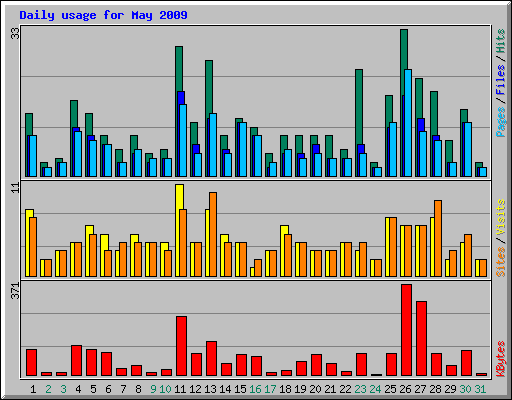 Daily usage for May 2009
33
Pages / Files / Hits
11
Sites / Visits
371
KBytes
1 2 3 4 5 6 7 8 9 10 11 12 13 14 15 16 17 18 19 20 21 22 23 24 25 26 27 28 29 30 31